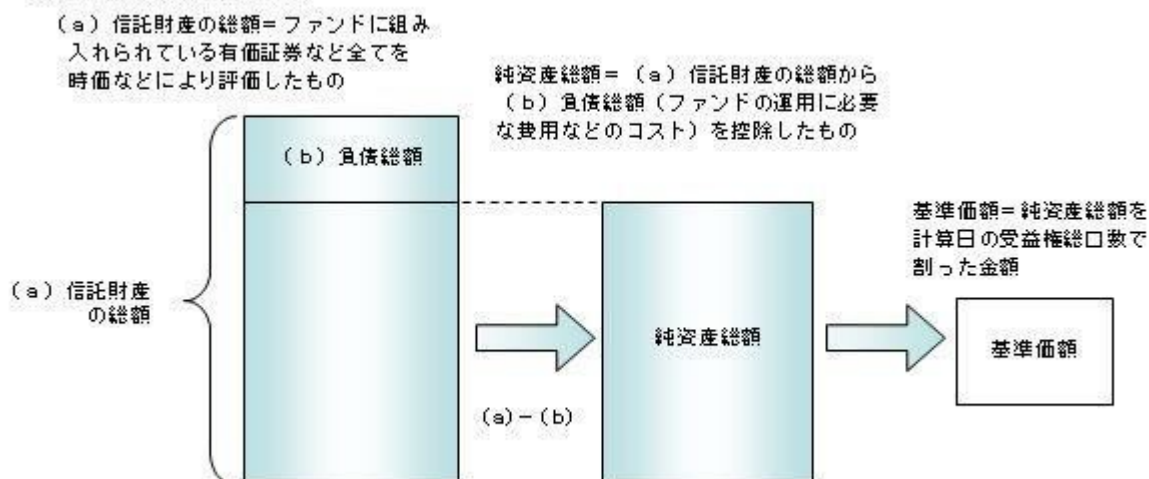 (a)信託財産の総額=ファンドに組み
入れられている有価証券など全てを
時価などにより評価したもの
純資産総額=(a)信託財産の総額から
(b)負債総額(ファンドの運用に必要
な費用などのコスト)を控除したもの
(b)負債総額
基準価額=純資産総額を
計算日の受益権総口数で
割った金額
(a)信託財産
の総額
純資産総額
基準価額
(a)-(b)